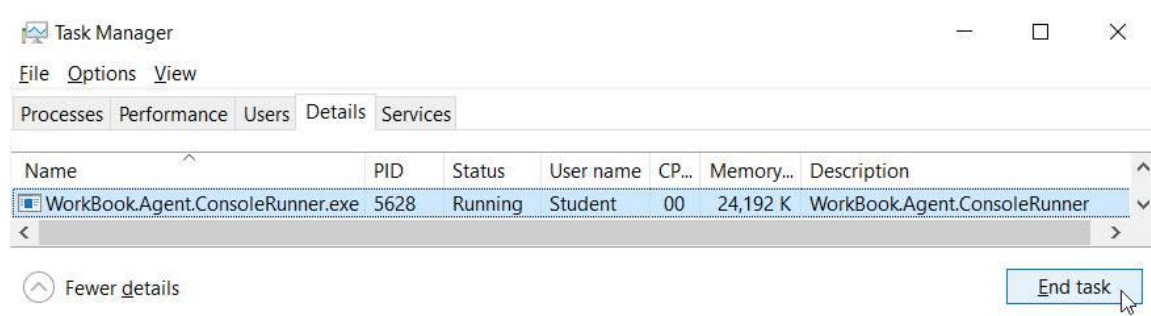 Task Manager
File Options View
Processes Performance Users Details Services
Name PID Status User name CP... Memory... Description
WorkBook.Agent.ConsoleRunner.exe 5628 Running Student 00 24,192 K WorkBook.Agent.ConsoleRunner
Fewer details End task